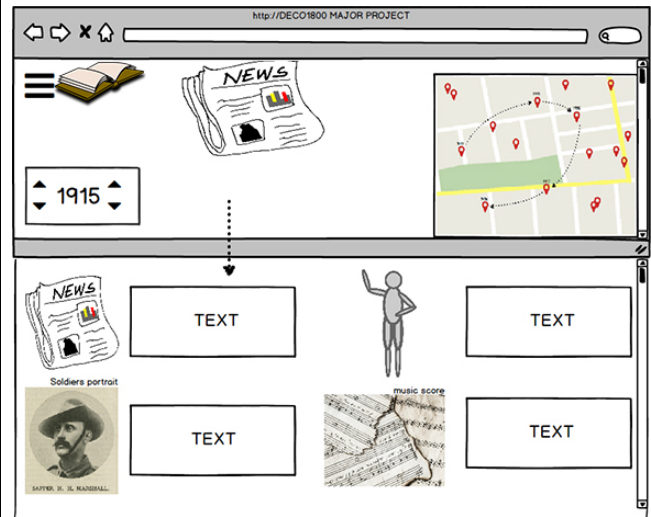 http://DECO1800 MAJOR PROJECT
NEWS
1915
NEWS
TEXT
TEXT
Soldiers portrait
music score
TEXT
TEXT
SAPPER H. H. MARSHALL.